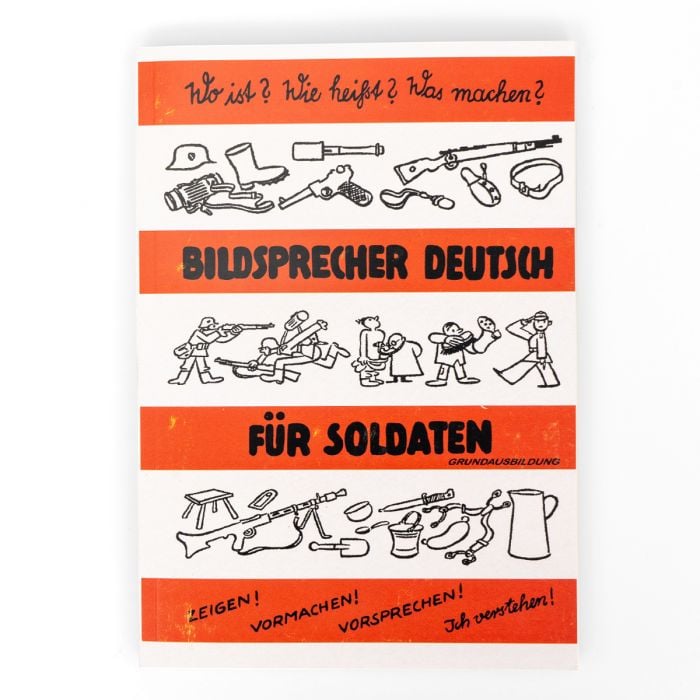 Wo ist? Wie heißt? Was machen?
BILDSPRECHER DEUTSCH
FÜR SOLDATEN
GRUNDAUSBILDUNG
ZEIGEN!
VORMACHEN!
VORSPRECHEN!
Ich verstehen!